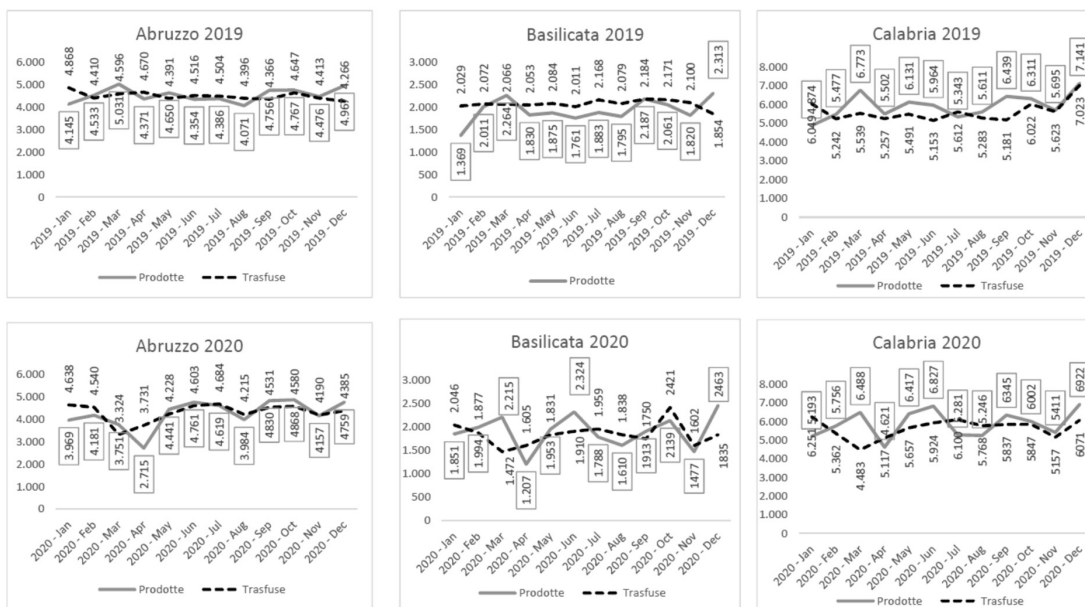 Abruzzo 2019
6.000
5.000
4.000
3.000
2.000
1.000
0
4.868
4.410
4.596
4.670
4.391
4.516
4.504
4.396
4.366
4.647
4.413
4.266
4.145
4.533
5.031
4.371
4.650
4.354
4.386
4.071
4.756
4.767
4.476
2019 - Jan
2019 - Feb
2019 - Mar
2019 - Apr
2019 - May
2019 - Jun
2019 - Jul
2019 - Aug
2019 - Sep
2019 - Oct
2019 - Nov
2019 - Dec
Prodotte Trasfuse
Basilicata 2019
2.500
2.000
1.500
1.000
500
0
2.029
2.072
2.066
2.053
2.084
2.011
2.168
2.079
2.184
2.171
2.100
2.313
1.369
2.011
2.264
1.830
1.875
1.761
1.883
1.795
2.187
2.061
1.820
1.854
2019 - Jan
2019 - Feb
2019 - Mar
2019 - Apr
2019 - May
2019 - Jun
2019 - Jul
2019 - Aug
2019 - Sep
2019 - Oct
2019 - Nov
2019 - Dec
Prodotte
Calabria 2019
8.000
7.000
6.000
5.000
4.000
3.000
2.000
1.000
0
4.874
5.477
6.773
5.502
6.131
5.964
5.343
5.611
6.439
6.311
5.695
7.141
6.049
5.242
5.539
5.257
5.491
5.153
5.612
5.283
5.181
6.022
5.623
7.023
2019 - Jan
2019 - Feb
2019 - Mar
2019 - Apr
2019 - May
2019 - Jun
2019 - Jul
2019 - Aug
2019 - Sep
2019 - Oct
2019 - Nov
2019 - Dec
Prodotte Trasfuse
Abruzzo 2020
6.000
5.000
4.000
3.000
2.000
1.000
0
4.638
4.540
3.324
3.731
4.228
4.603
4.684
4.215
4531
4580
4190
4385
3.969
4.181
3.751
2.715
4.441
4.761
4.619
3.984
4830
4868
4157
4759
2020 - Jan
2020 - Feb
2020 - Mar
2020 - Apr
2020 - May
2020 - Jun
2020 - Jul
2020 - Aug
2020 - Sep
2020 - Oct
2020 - Nov
2020 - Dec
Prodotte Trasfuse
Basilicata 2020
3.000
2.500
2.000
1.500
1.000
500
0
2.046
1.877
2.215
1.605
1.831
2.324
1.959
1.838
1750
2421
1602
2463
1.851
1.994
1.472
1.207
1.953
1.910
1.788
1.610
1913
2139
1477
1835
2020 - Jan
2020 - Feb
2020 - Mar
2020 - Apr
2020 - May
2020 - Jun
2020 - Jul
2020 - Aug
2020 - Sep
2020 - Oct
2020 - Nov
2020 - Dec
Prodotte Trasfuse
Calabria 2020
8.000
7.000
6.000
5.000
4.000
3.000
2.000
1.000
0
5.193
5.756
6.488
4.621
6.417
6.827
5.281
5.246
6345
6002
5411
6922
5.362
4.483
5.117
5.657
5.924
5.768
5837
5847
5157
6071
2020 - Jan
2020 - Feb
2020 - Mar
2020 - Apr
2020 - May
2020 - Jun
2020 - Jul
2020 - Aug
2020 - Sep
2020 - Oct
2020 - Nov
2020 - Dec
Prodotte Trasfuse